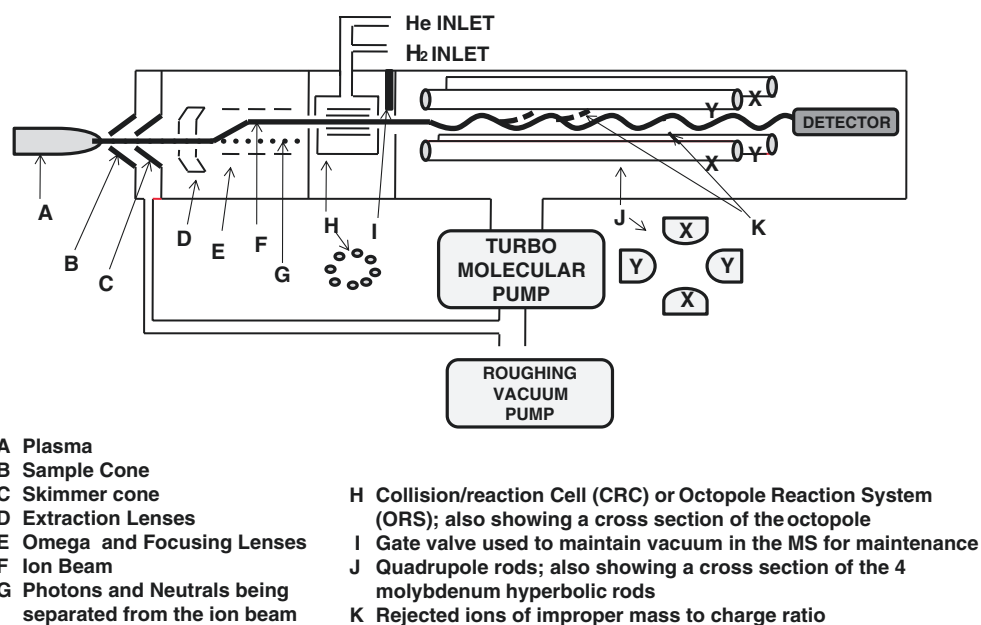 He INLET
H₂ INLET
Y X
DETECTOR
X Y
A
B
C
D
E
F
G
H
I
J
K
X
Y Y
X
TURBO
MOLECULAR
PUMP
ROUGHING
VACUUM
PUMP
A Plasma
B Sample Cone
C Skimmer cone
D Extraction Lenses
E Omega and Focusing Lenses
F Ion Beam
G Photons and Neutrals being
separated from the ion beam
H Collision/reaction Cell (CRC) or Octopole Reaction System
(ORS); also showing a cross section of the octopole
I Gate valve used to maintain vacuum in the MS for maintenance
J Quadrupole rods; also showing a cross section of the 4
molybdenum hyperbolic rods
K Rejected ions of improper mass to charge ratio